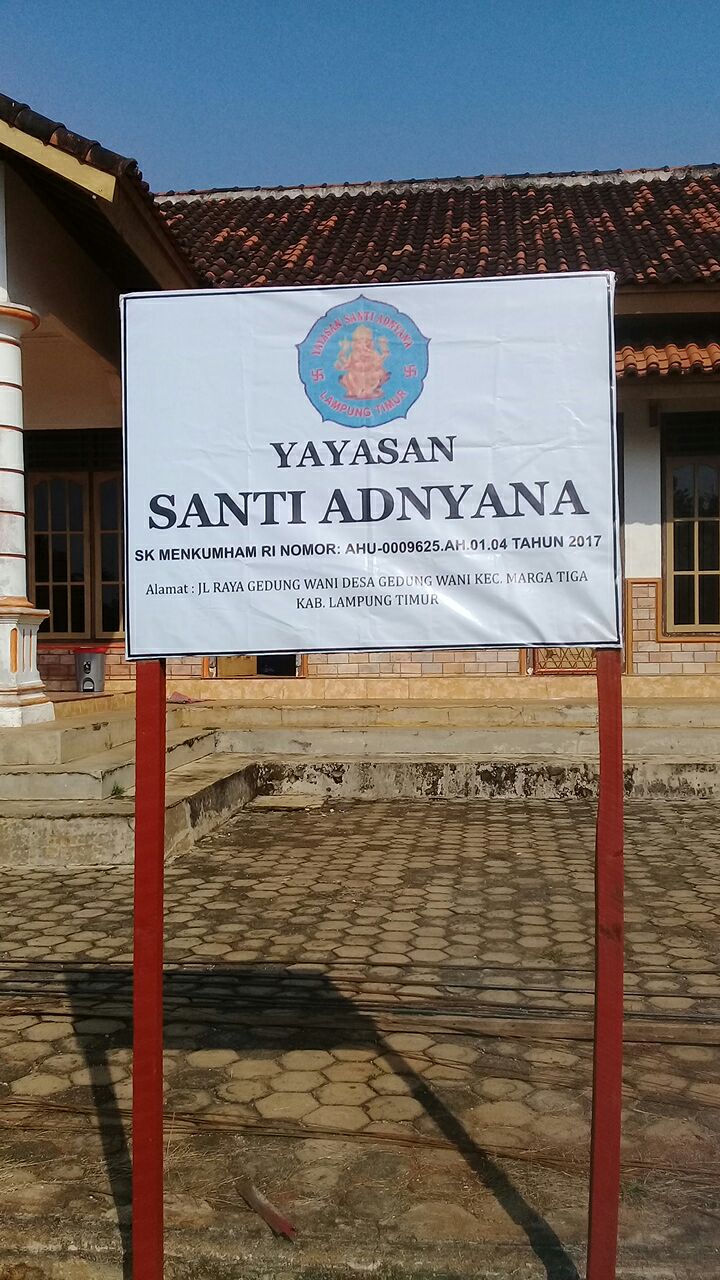 YAYASAN SANTI ADNYANA
LAMPUNG TIMUR
YAYASAN
SANTI ADNYANA
SK MENKUMHAM RI NOMOR: AHU-0009625.AH.01.04 TAHUN 2017
Alamat : JL RAYA GEDUNG WANI DESA GEDUNG WANI KEC. MARGA TIGA
KAB. LAMPUNG TIMUR